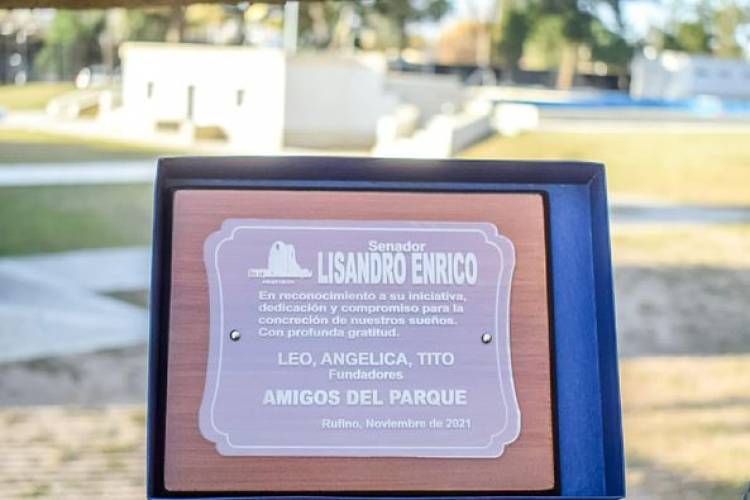 Senador
LISANDRO ENRICO
En reconocimiento a su iniciativa,
dedicación y compromiso para la
concreción de nuestros sueños.
Con profunda gratitud.
LEO, ANGELICA, TITO
Fundadores
AMIGOS DEL PARQUE
Rufino, Noviembre de 2021